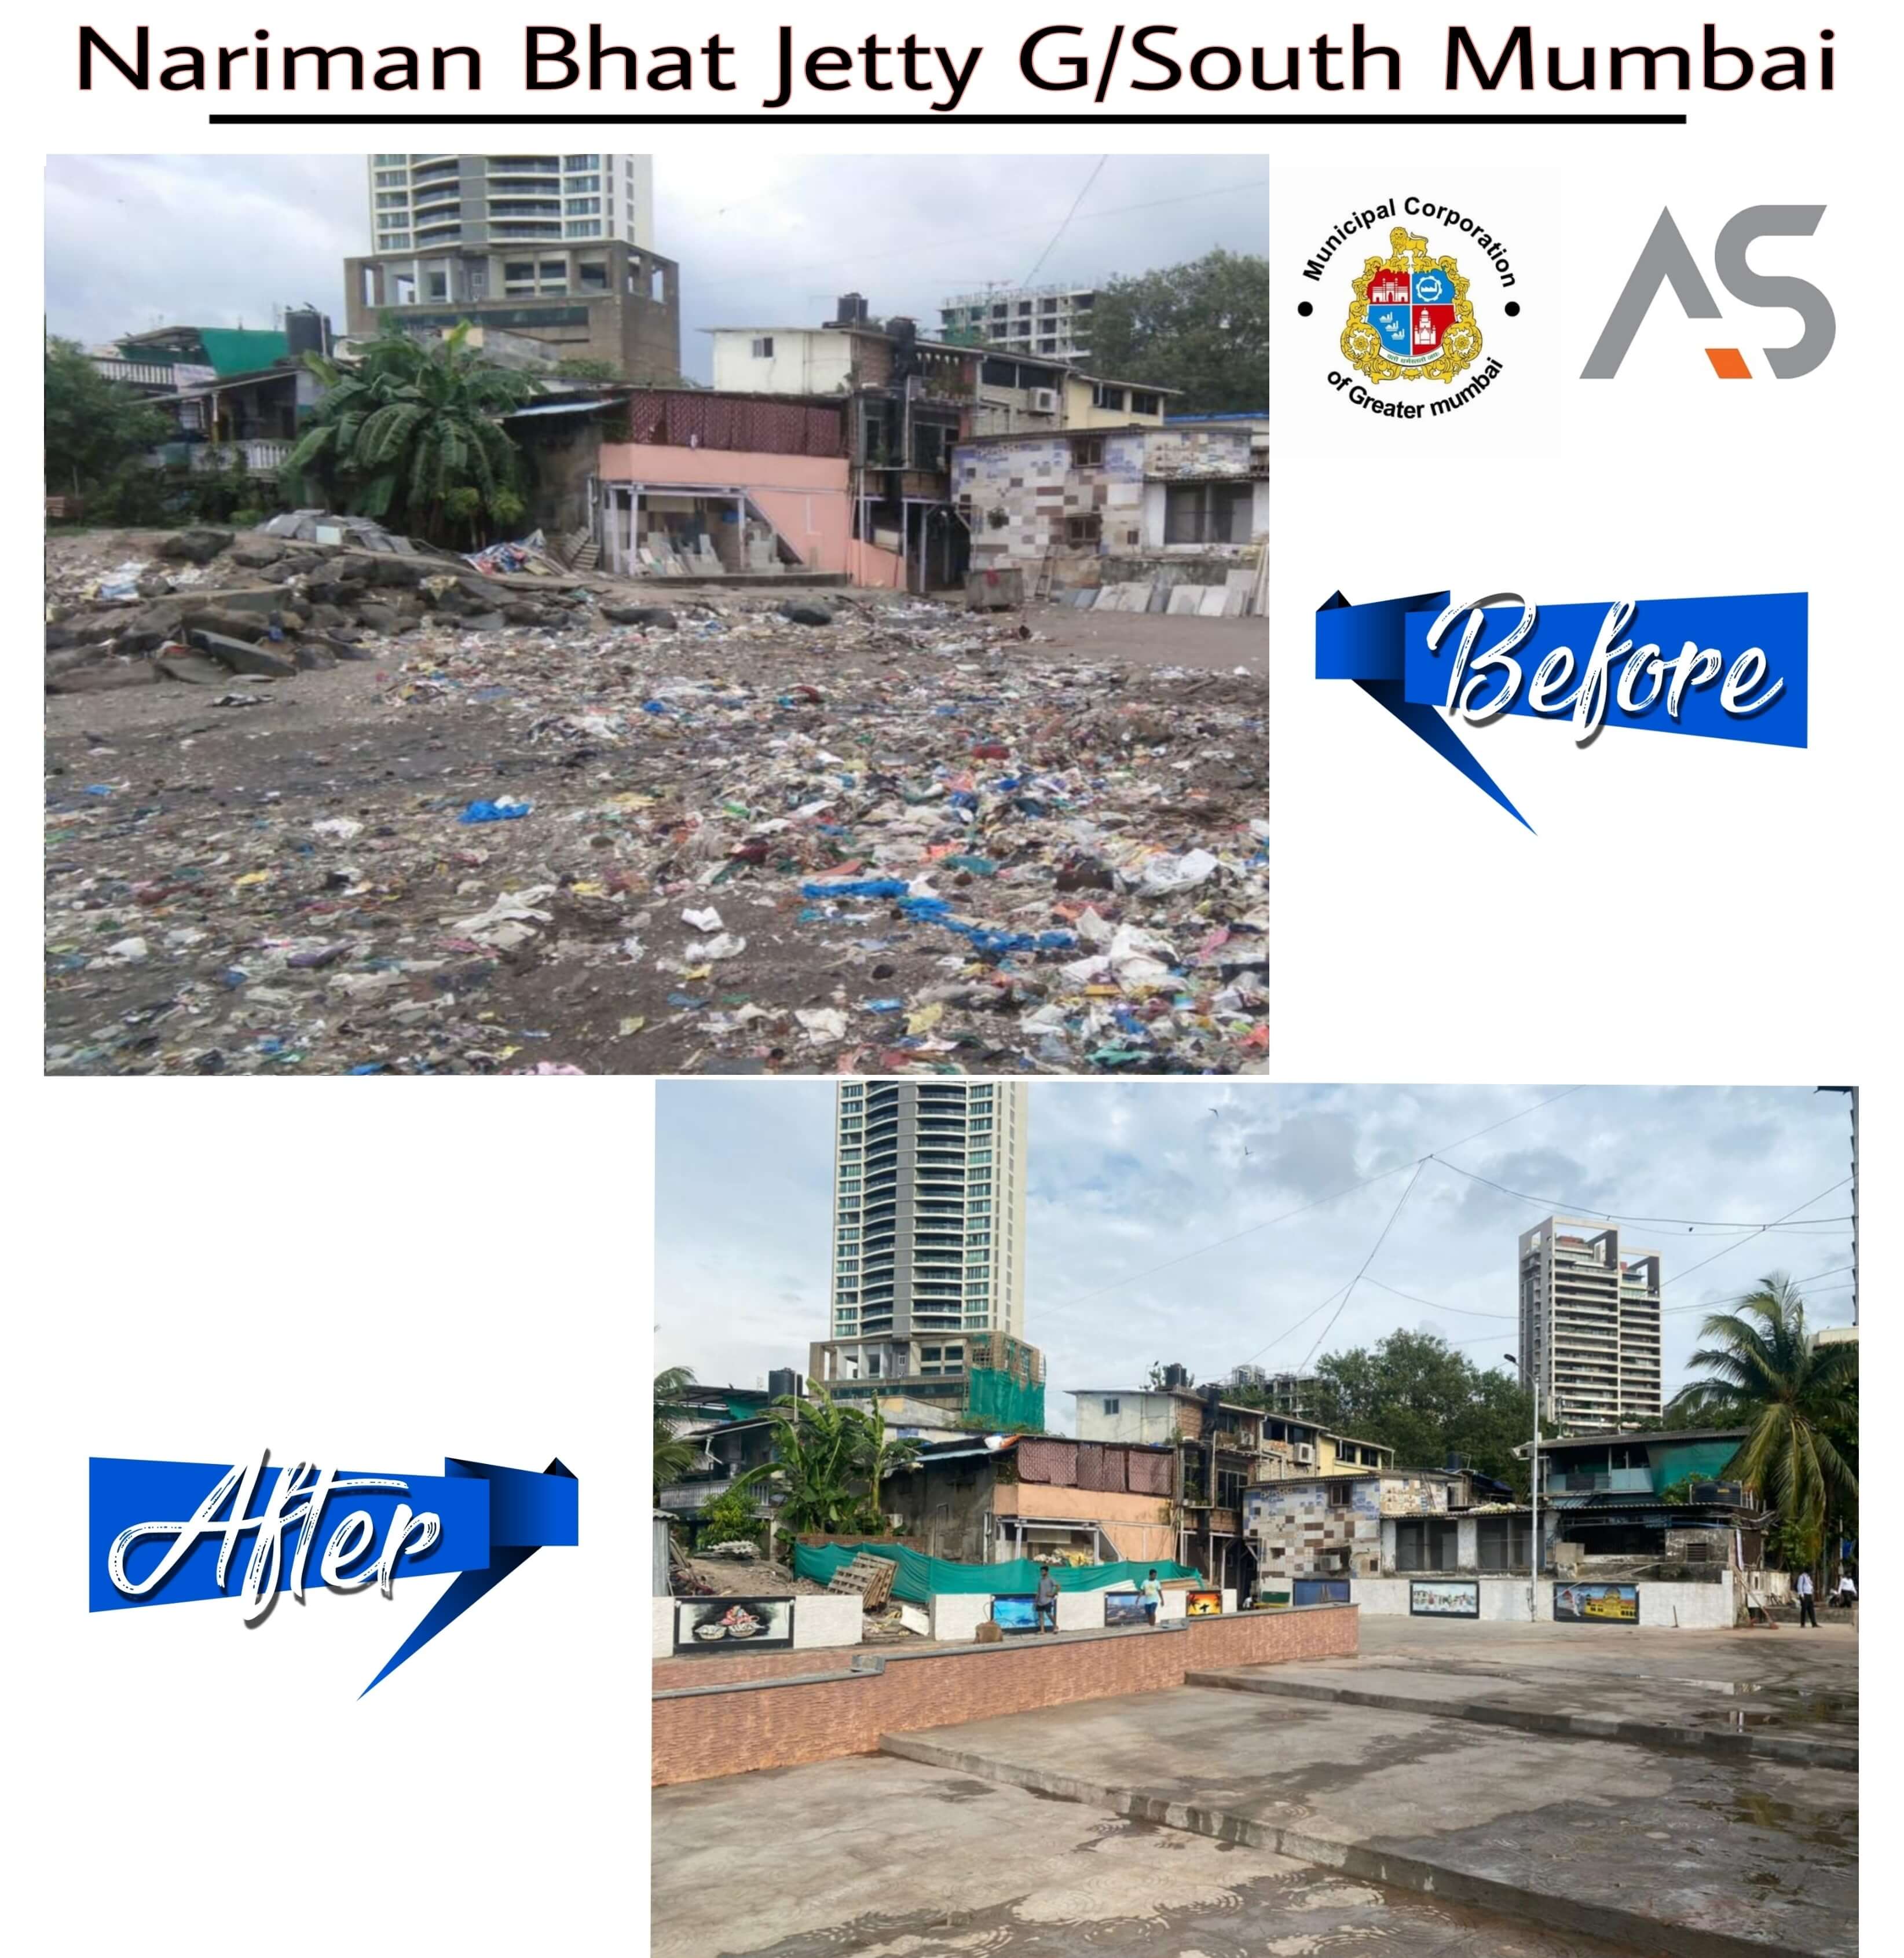 Nariman Bhat Jetty G/South Mumbai
Municipal Corporation
of Greater mumbai
AS
Before
After